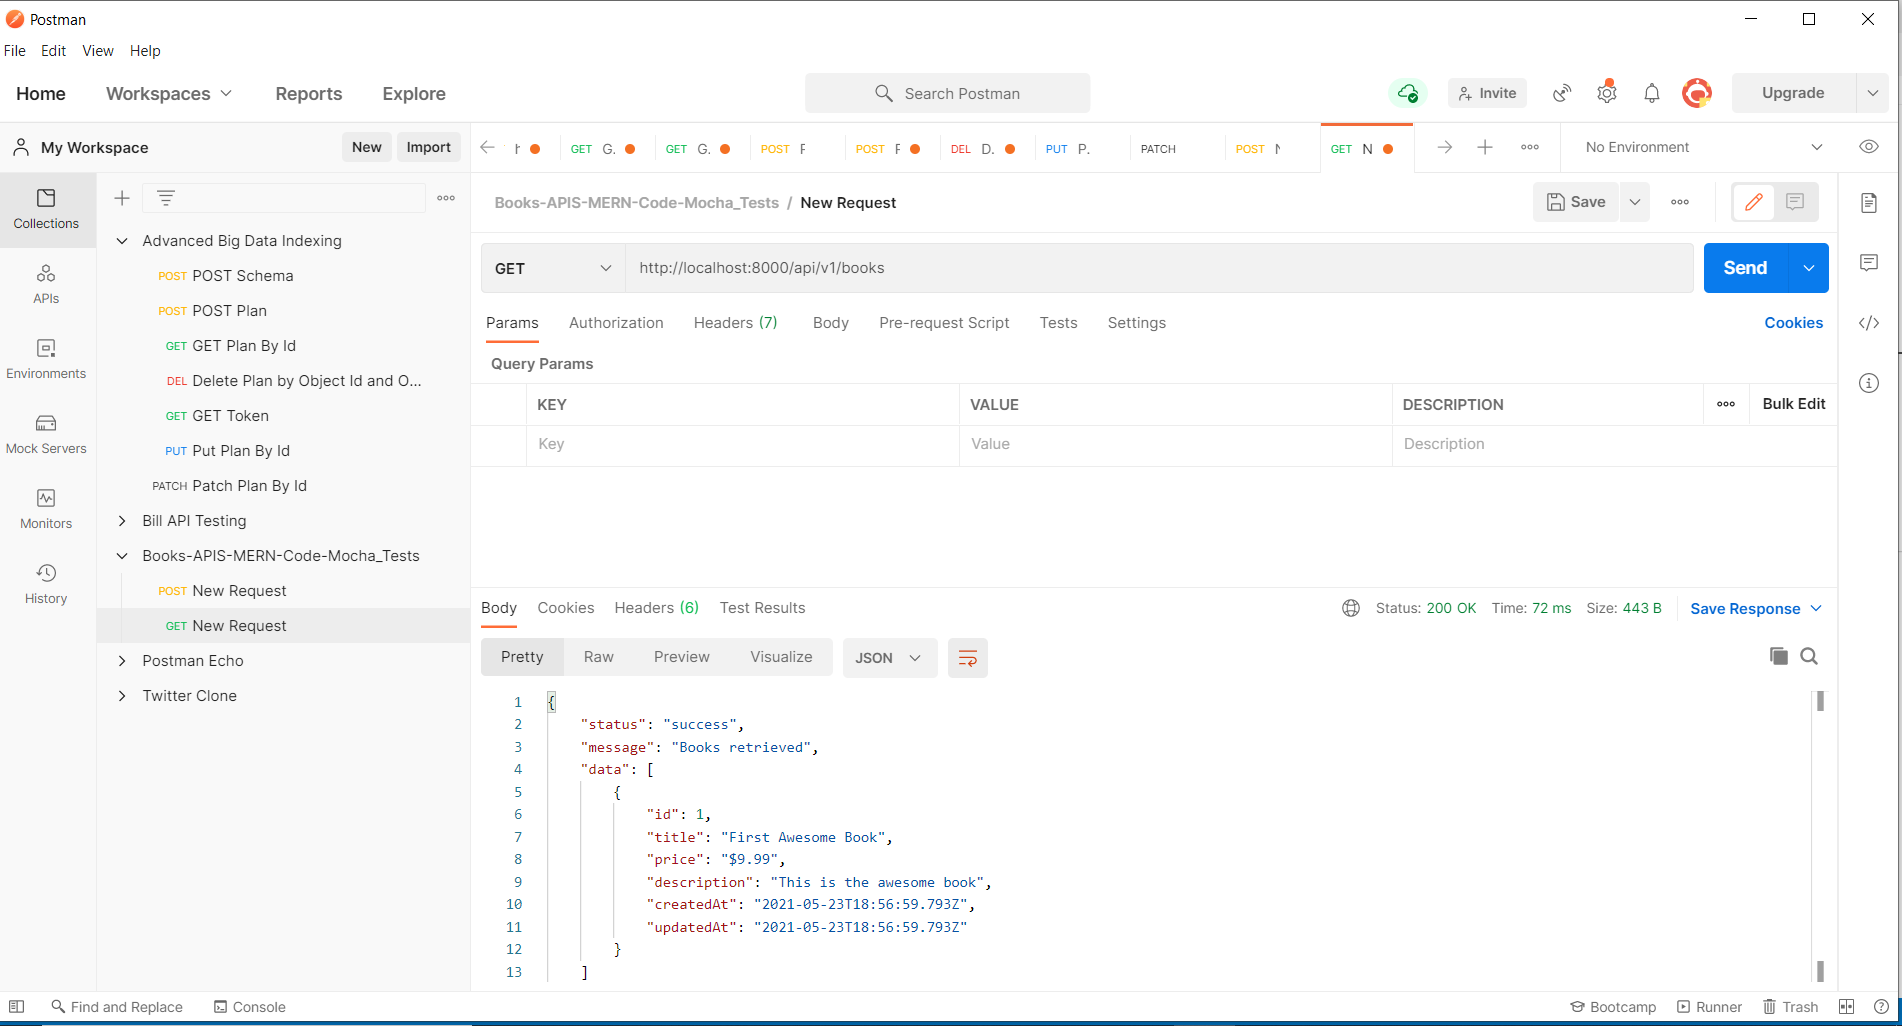 Postman
File Edit View Help
Home Workspaces Reports Explore Search Postman Invite Upgrade
My Workspace New Import
GET G. GET G. POST POST DEL D. PUT P. PATCH POST GET N No Environment
Collections
APIs
Environments
Mock Servers
Monitors
History
Advanced Big Data Indexing
POST POST Schema
POST POST Plan
GET GET Plan By Id
DEL Delete Plan by Object Id and O...
GET GET Token
PUT Put Plan By Id
PATCH Patch Plan By Id
Bill API Testing
Books-APIS-MERN-Code-Mocha_Tests
POST New Request
GET New Request
Postman Echo
Twitter Clone
Books-APIS-MERN-Code-Mocha_Tests / New Request Save
GET http://localhost:8000/api/v1/books Send
Params Authorization Headers (7) Body Pre-request Script Tests Settings Cookies
Query Params
KEY VALUE DESCRIPTION Bulk Edit
Key Value Description
Body Cookies Headers (6) Test Results Status: 200 OK Time: 72 ms Size: 443 B Save Response
Pretty Raw Preview Visualize JSON
1 {
2 "status": "success",
3 "message": "Books retrieved",
4 "data": [
5 {
6 "id": 1,
7 "title": "First Awesome Book",
8 "price": "$9.99",
9 "description": "This is the awesome book",
10 "createdAt": "2021-05-23T18:56:59.793Z",
11 "updatedAt": "2021-05-23T18:56:59.793Z"
12 }
13 ]
Find and Replace Console Bootcamp Runner Trash